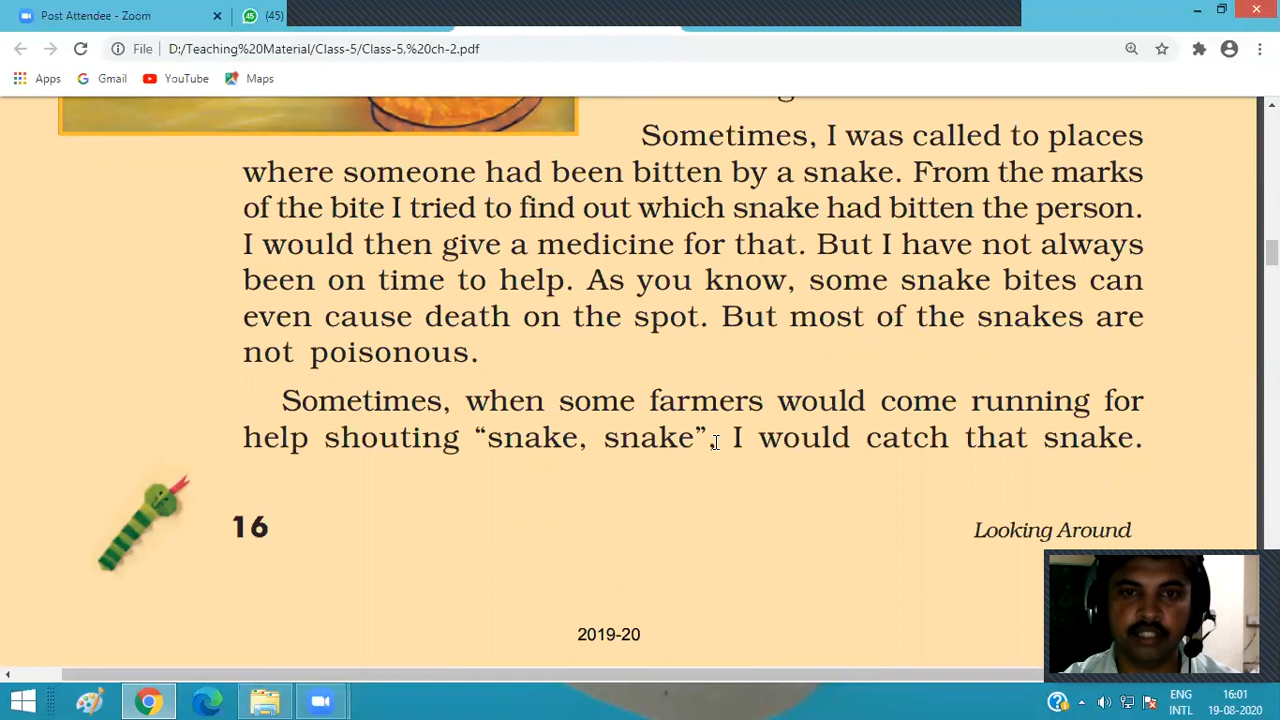 Post Attendee - Zoom
45
(45)
File
D:/Teaching%20Material/Class-5/Class-5,%20ch-2.pdf
Apps
Gmail
YouTube
Maps
Sometimes, I was called to places
where someone had been bitten by a snake. From the marks
of the bite I tried to find out which snake had bitten the person.
I would then give a medicine for that. But I have not always
been on time to help. As you know, some snake bites can
even cause death on the spot. But most of the snakes are
not poisonous.
Sometimes, when some farmers would come running for
help shouting “snake, snake”, I would catch that snake.
16
Looking Around
2019-20
ENG
INTL
16:01
19-08-2020